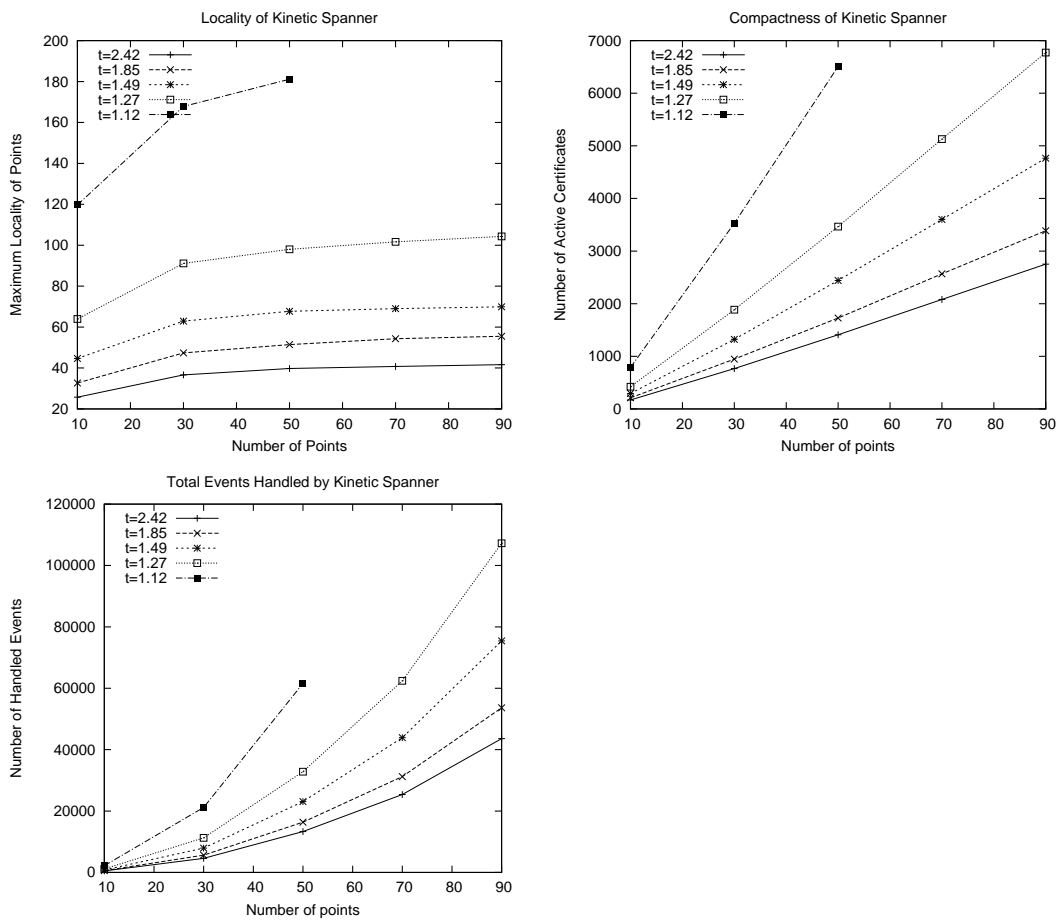 Locality of Kinetic Spanner
200
180
160
140
120
100
80
60
40
20
Maximum Locality of Points
t=2.42
t=1.85
t=1.49
t=1.27
t=1.12
10 20 30 40 50 60 70 80 90
Number of Points
Compactness of Kinetic Spanner
7000
6000
5000
4000
3000
2000
1000
0
Number of Active Certificates
t=2.42
t=1.85
t=1.49
t=1.27
t=1.12
10 20 30 40 50 60 70 80 90
Number of points
Total Events Handled by Kinetic Spanner
120000
100000
80000
60000
40000
20000
0
Number of Handled Events
t=2.42
t=1.85
t=1.49
t=1.27
t=1.12
10 20 30 40 50 60 70 80 90
Number of points